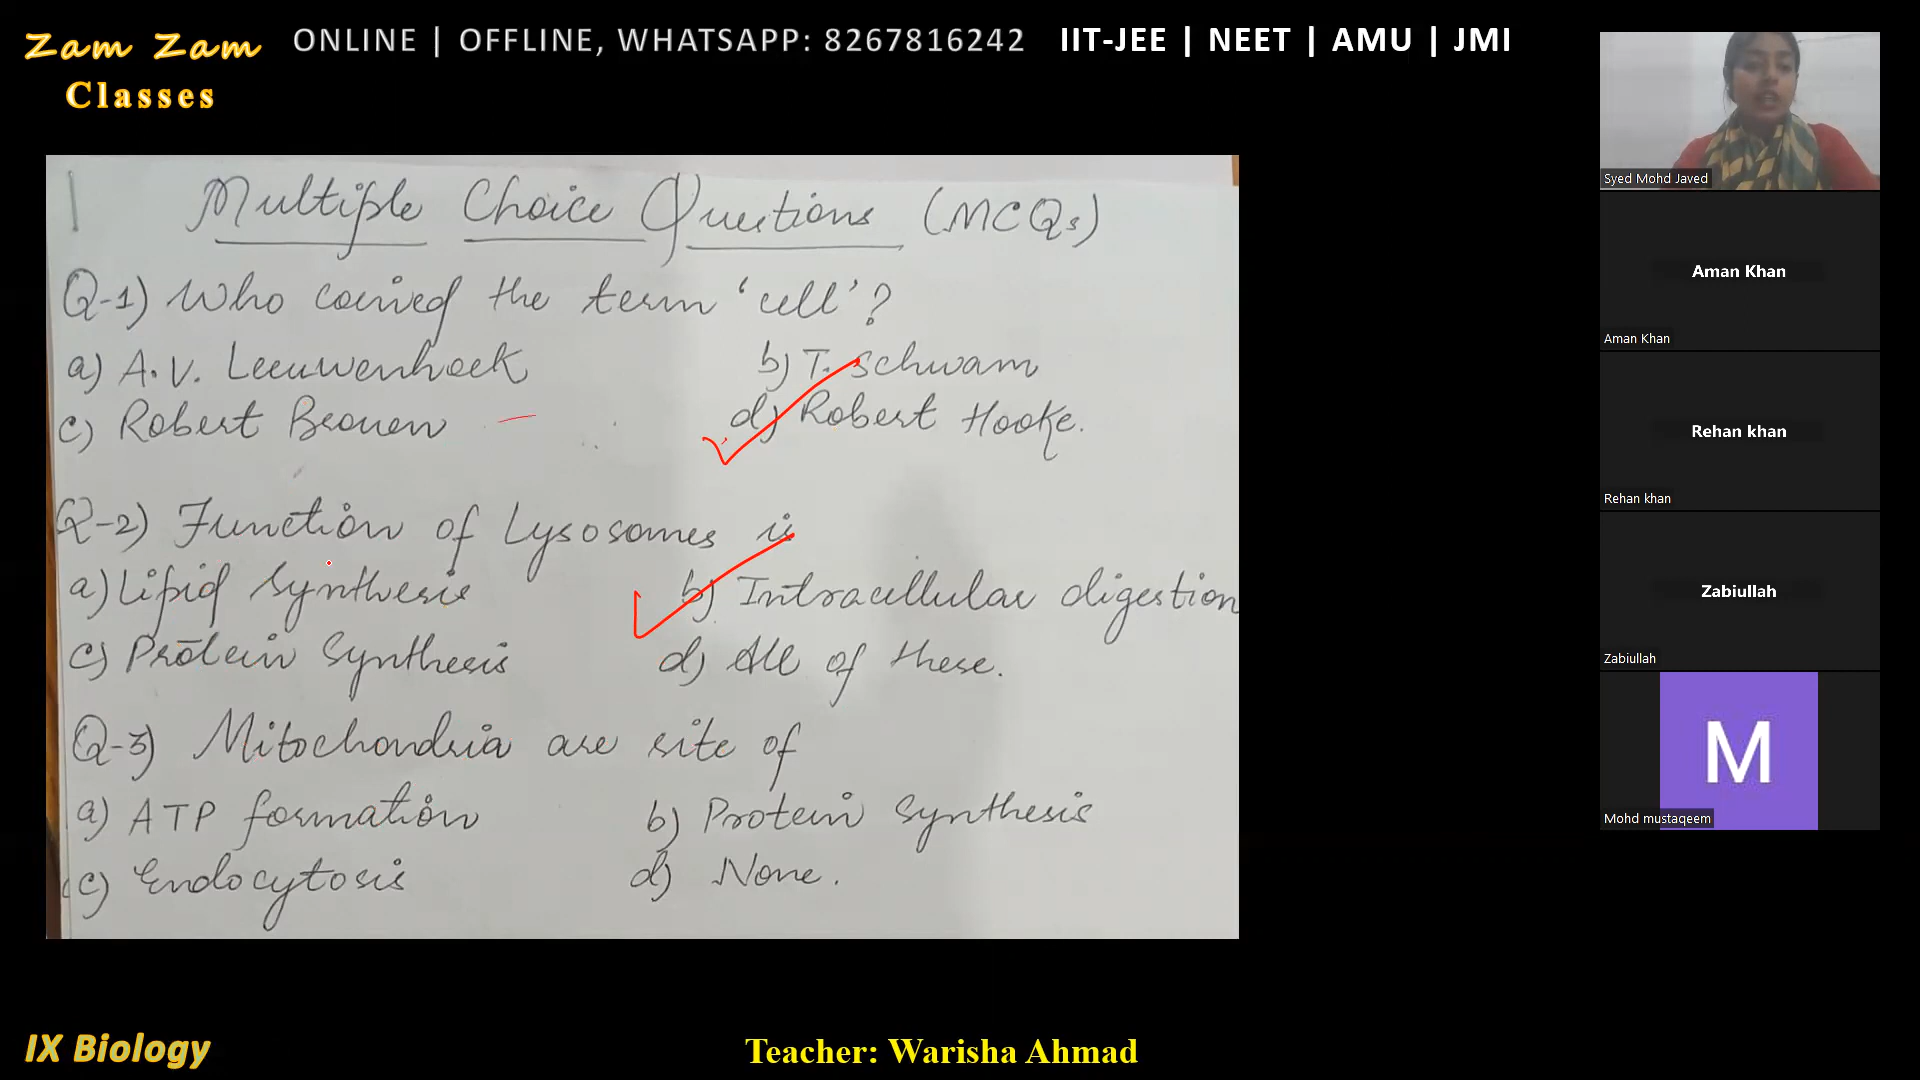 Zam Zam
Classes
ONLINE | OFFLINE, WHATSAPP: 8267816242 IIT-JEE | NEET | AMU | JMI
Multiple Choice Questions (MCQs)
Q-1) Who coined the term 'cell'?
a) A.V. Leeuwenhoek b) T. Schwam
c) Robert Brown d) Robert Hooke.
Q-2) Function of Lysosomes is
a) Lipid Synthesis b) Intracellular digestion
c) Protein Synthesis d) All of these.
Q-3) Mitochondria are site of
a) ATP formation b) Protein Synthesis
c) Endocytosis d) None.
Syed Mohd Javed
Aman Khan
Aman Khan
Rehan khan
Rehan khan
Zabiullah
Zabiullah
M
Mohd mustaqeem
IX Biology
Teacher: Warisha Ahmad